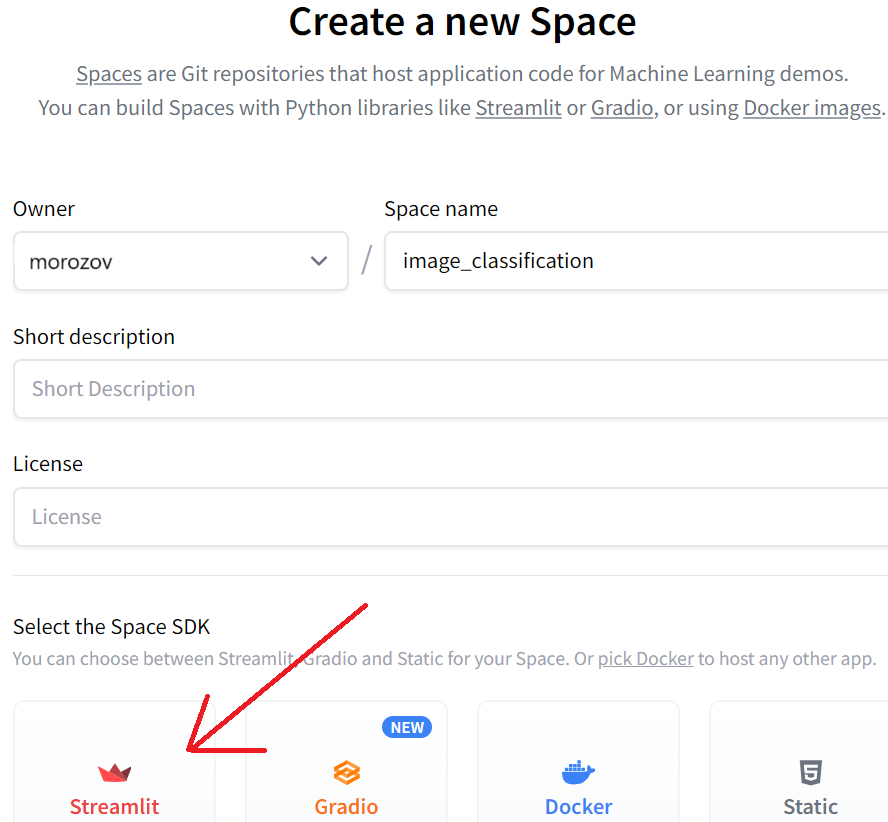 Create a new Space
Spaces are Git repositories that host application code for Machine Learning demos.
You can build Spaces with Python libraries like Streamlit or Gradio, or using Docker images.
Owner
Space name
morozov
/
image_classification
Short description
Short Description
License
License
Select the Space SDK
You can choose between Streamlit, Gradio and Static for your Space. Or pick Docker to host any other app.
NEW
Streamlit
Gradio
Docker
Static